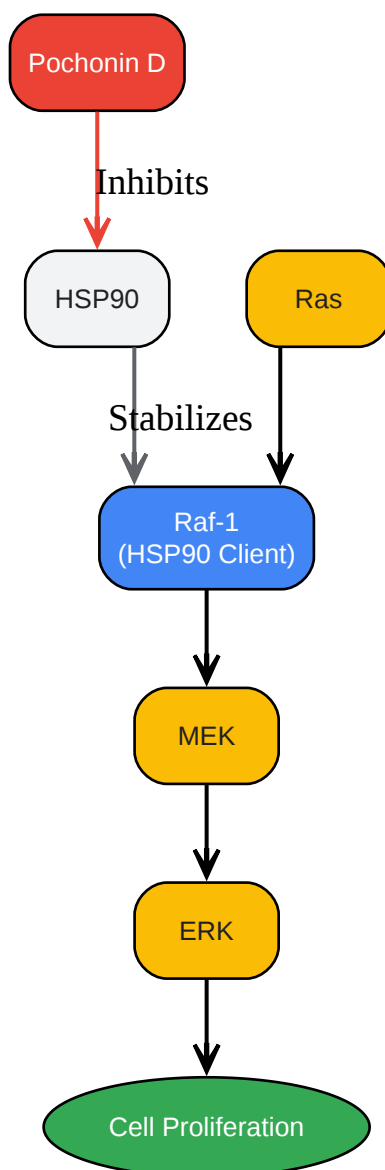 Pochonin D
Inhibits
HSP90
Ras
Stabilizes
Raf-1
(HSP90 Client)
MEK
ERK
Cell Proliferation